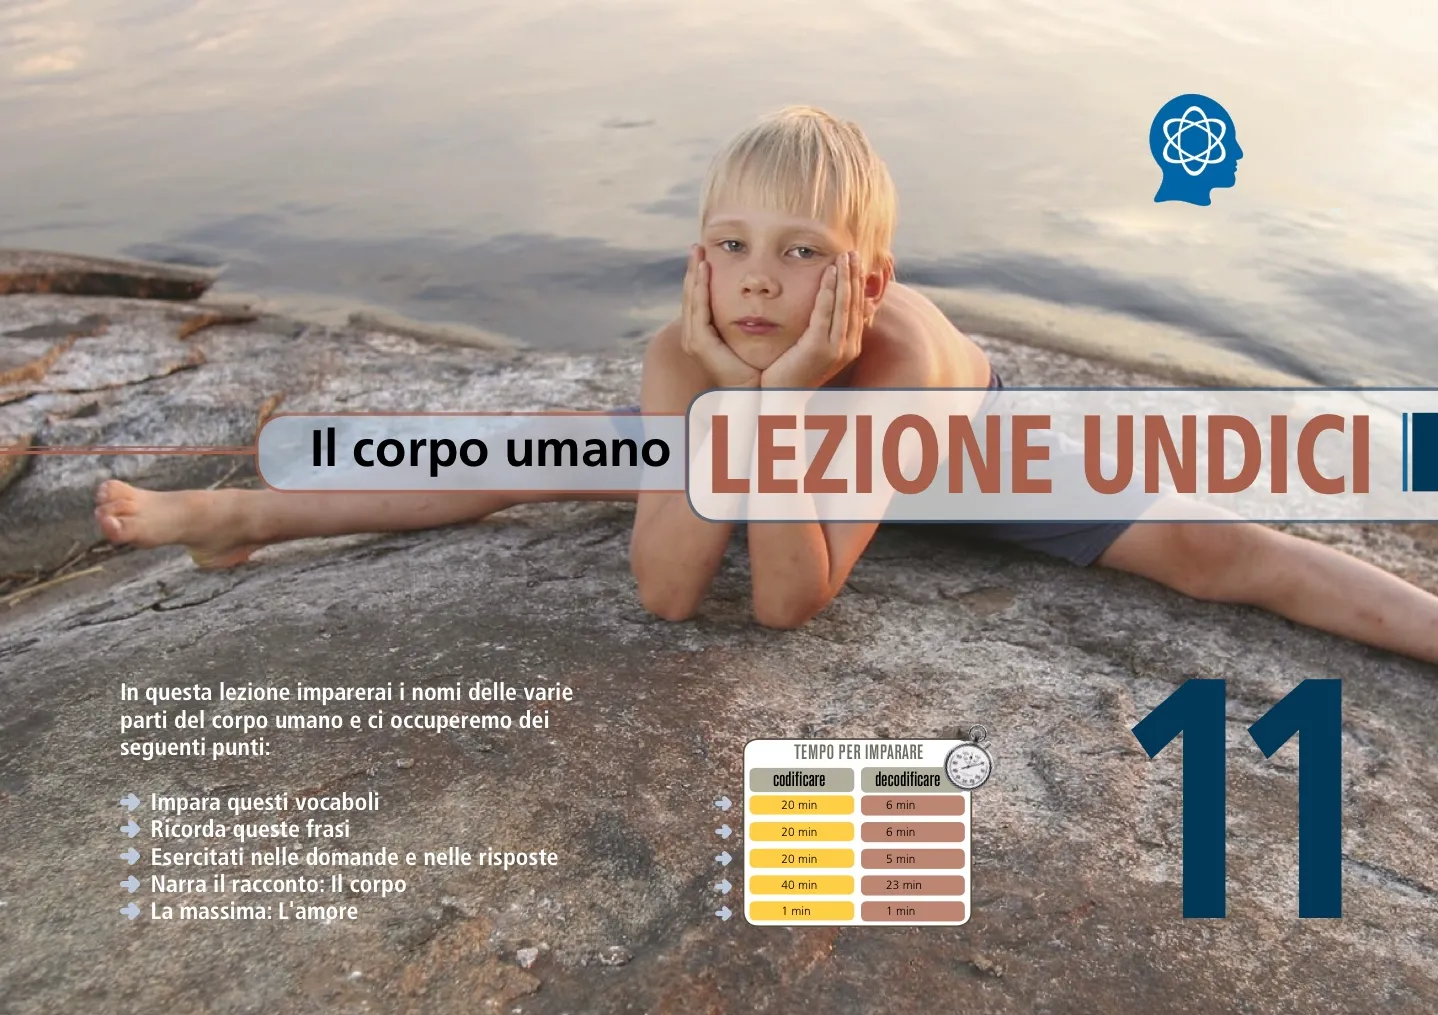 Il corpo umano
LEZIONE UNDICI
In questa lezione imparerai i nomi delle varie
parti del corpo umano e ci occuperemo dei
seguenti punti:
Impara questi vocaboli
Ricorda queste frasi
Esercitati nelle domande e nelle risposte
Narra il racconto: Il corpo
La massima: L'amore
TEMPO PER IMPARARE
codificare decodificare
20 min 6 min
20 min 6 min
20 min 5 min
40 min 23 min
1 min 1 min
11